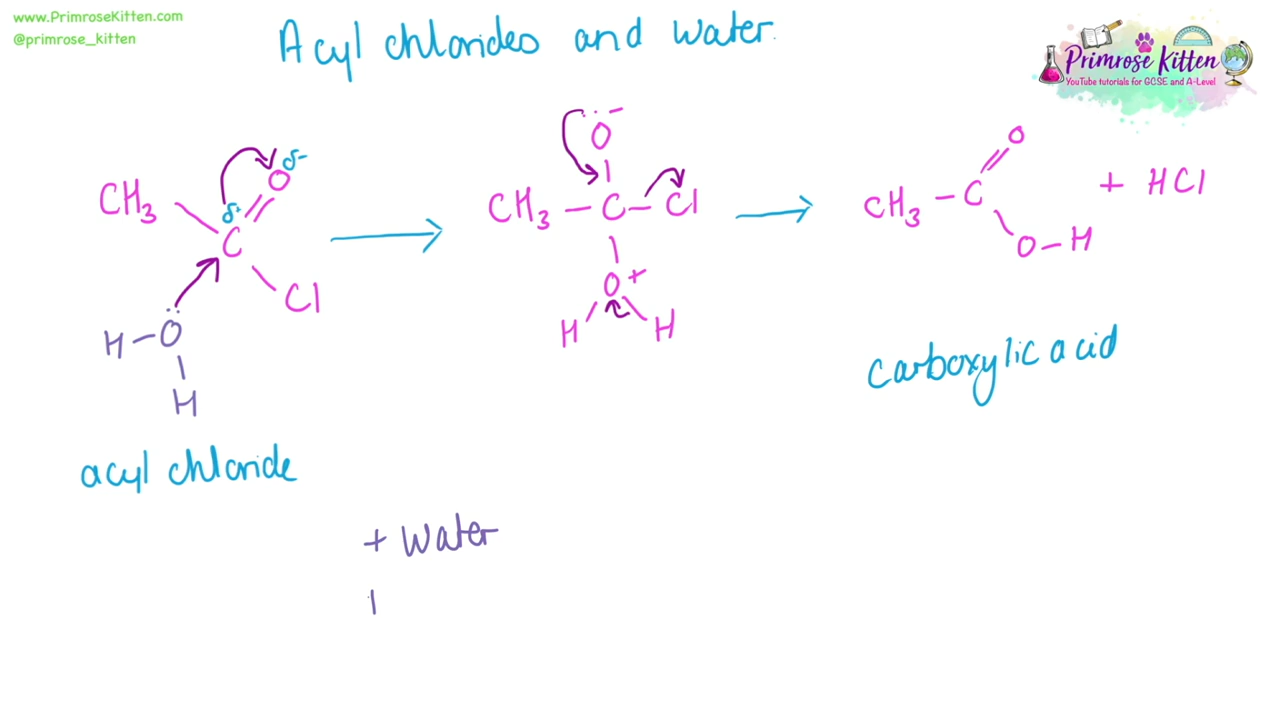 www.PrimroseKitten.com
@primrose_kitten
Acyl chlorides and water.
Primrose Kitten
YouTube tutorials for GCSE and A-Level
CH3
δ+
C
O
δ-
Cl
H-O
H
O
-
CH3-C-Cl
O+
H H
CH3-C
O
O-H
+ HCl
acyl chloride
carboxylic acid
+ water